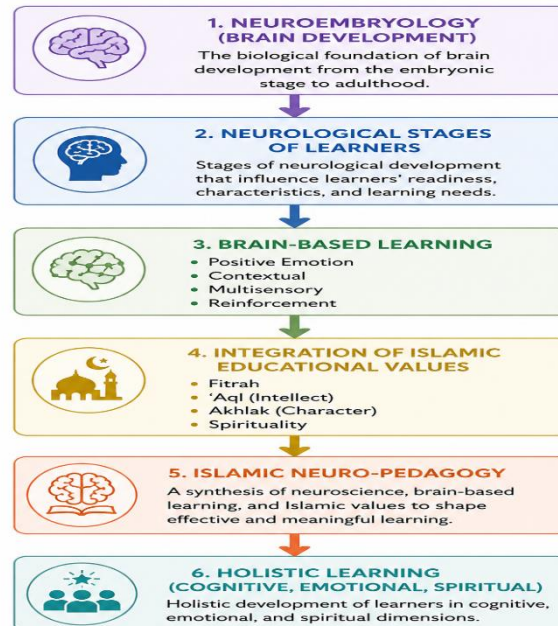 1. NEUROEMBRYOLOGY
(BRAIN DEVELOPMENT)
The biological foundation of brain
development from the embryonic
stage to adulthood.
2. NEUROLOGICAL STAGES
OF LEARNERS
Stages of neurological development
that influence learners' readiness,
characteristics, and learning needs.
3. BRAIN-BASED LEARNING
• Positive Emotion
• Contextual
• Multisensory
• Reinforcement
4. INTEGRATION OF ISLAMIC
EDUCATIONAL VALUES
• Fitrah
• ‘Aql (Intellect)
• Akhlak (Character)
• Spirituality
5. ISLAMIC NEURO-PEDAGOGY
A synthesis of neuroscience, brain-based
learning, and Islamic values to shape
effective and meaningful learning.
6. HOLISTIC LEARNING
(COGNITIVE, EMOTIONAL, SPIRITUAL)
Holistic development of learners in cognitive,
emotional, and spiritual dimensions.